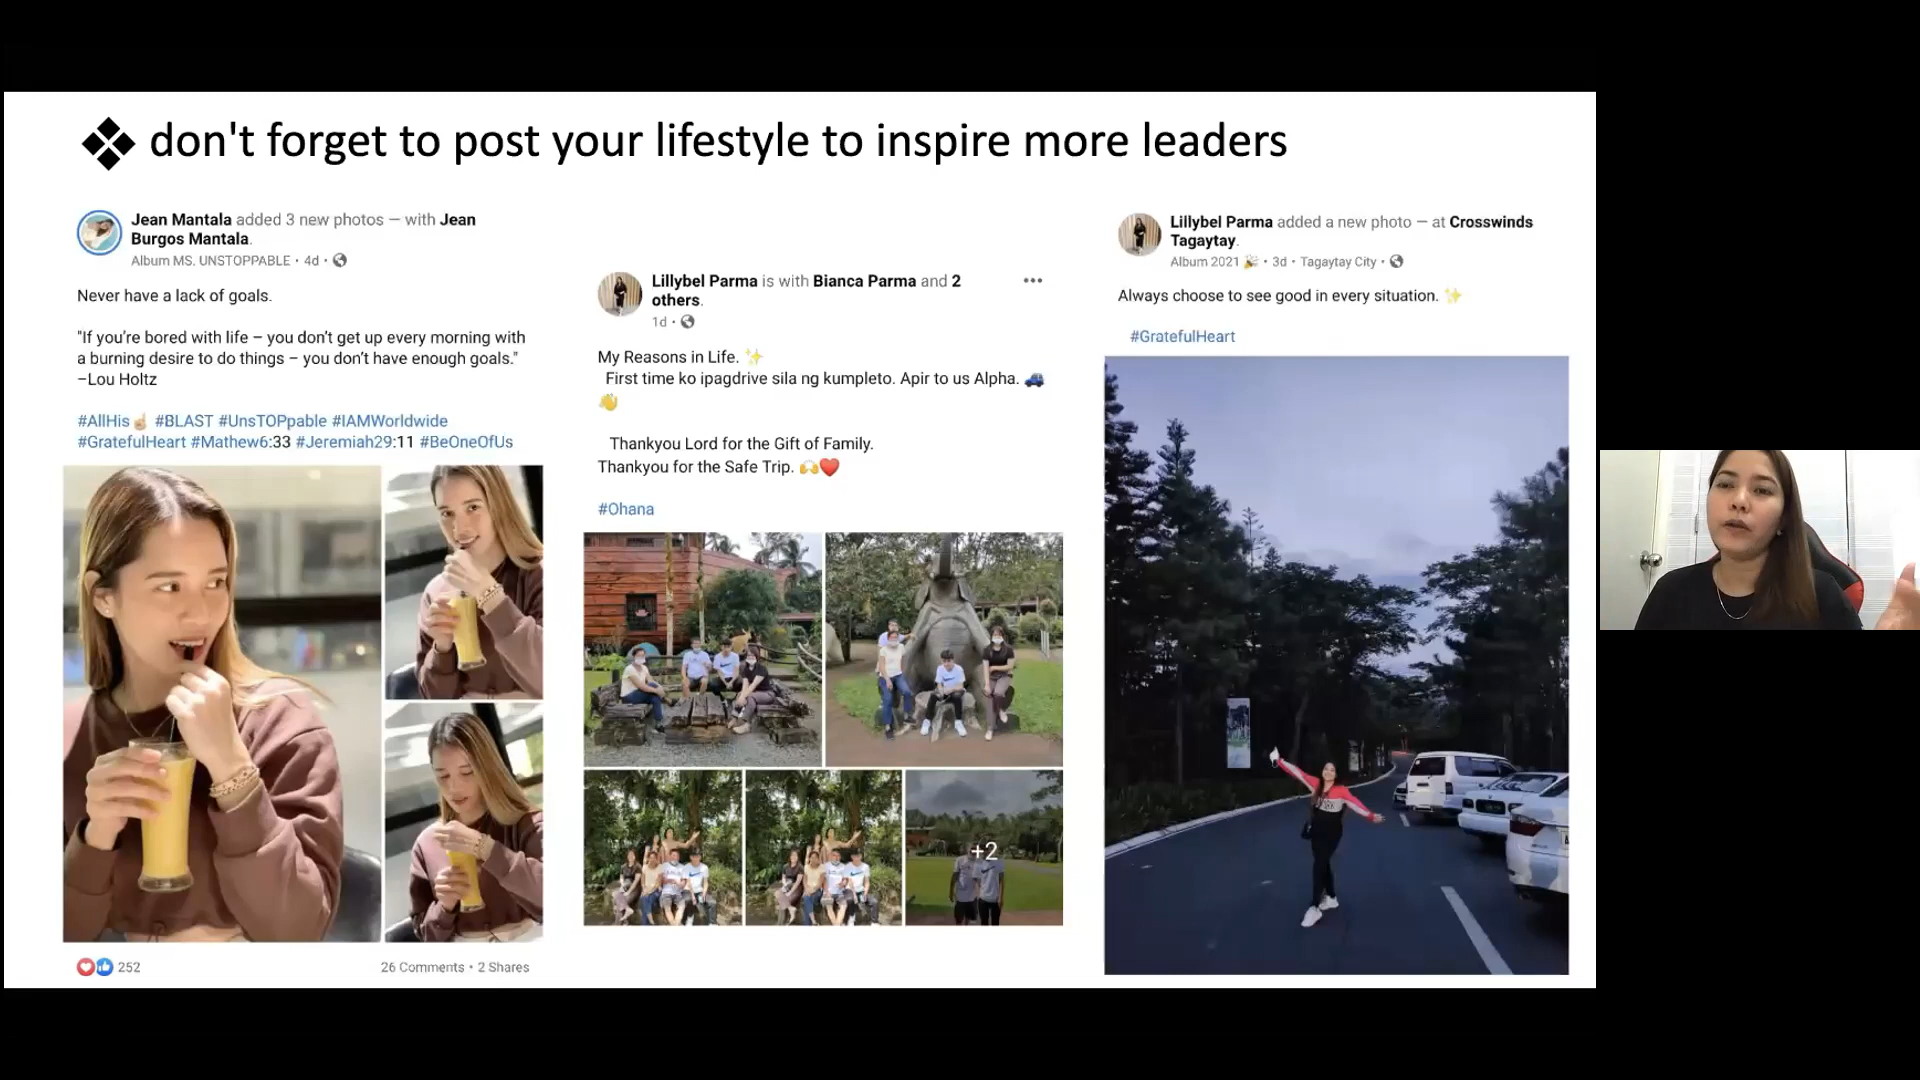 ❖ don't forget to post your lifestyle to inspire more leaders
Jean Mantala added 3 new photos — with Jean
Burgos Mantala.
Album MS. UNSTOPPABLE · 4d ·
Never have a lack of goals.
"If you're bored with life – you don't get up every morning with
a burning desire to do things – you don't have enough goals."
–Lou Holtz
#AllHis☝🏼 #BLAST #UnsTOPpable #IAMWorldwide
#GratefulHeart #Mathew6:33 #Jeremiah29:11 #BeOneOfUs
252
26 Comments · 2 Shares
Lillybel Parma is with Bianca Parma and 2
others.
1d ·
My Reasons in Life. ✨
First time ko ipagdrive sila ng kumpleto. Apir to us Alpha. 🚙
👋
Thankyou Lord for the Gift of Family.
Thankyou for the Safe Trip. 🙌❤️
#Ohana
+2
Lillybel Parma added a new photo — at Crosswinds
Tagaytay.
Album 2021 🎉 · 3d · Tagaytay City ·
Always choose to see good in every situation. ✨
#GratefulHeart